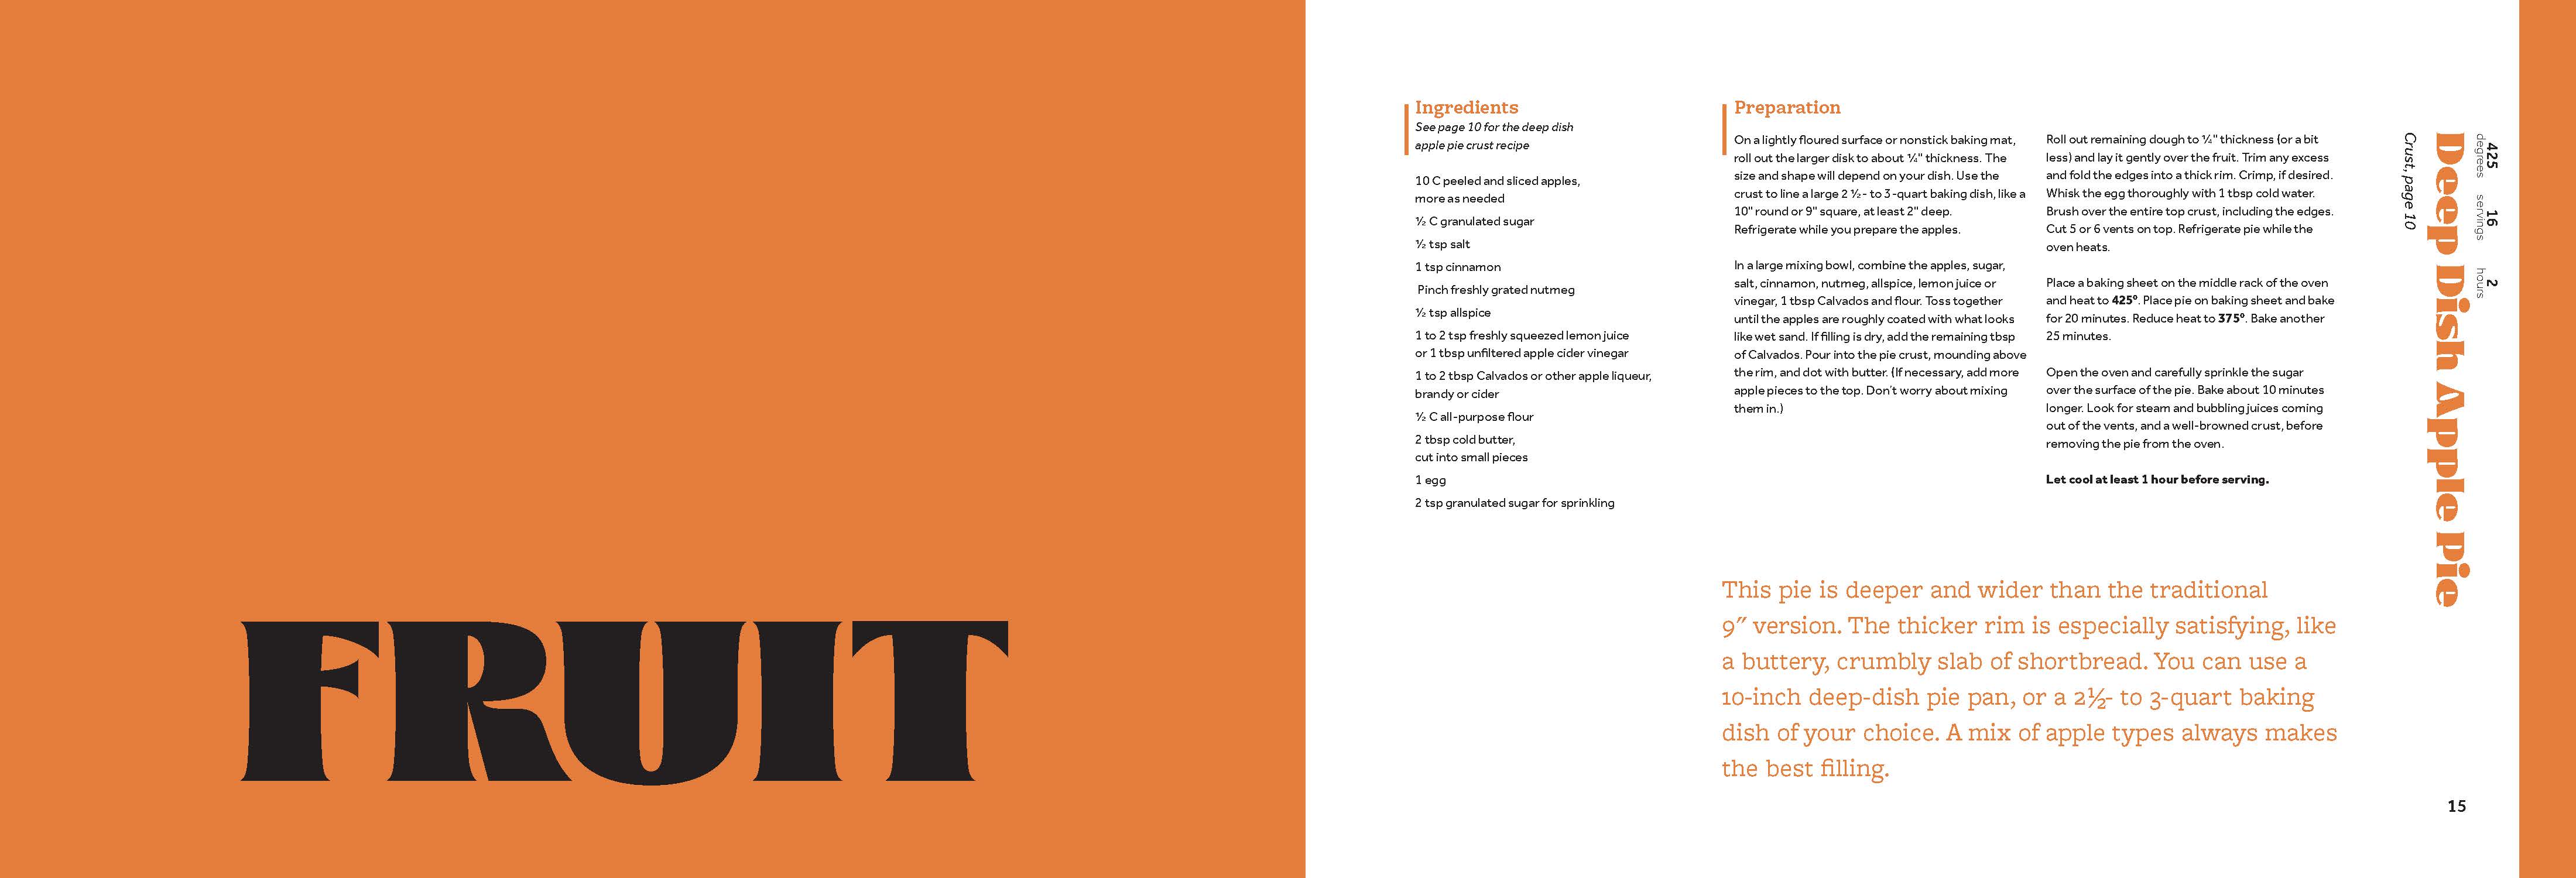 FRUIT
Ingredients
See page 10 for the deep dish
apple pie crust recipe
10 C peeled and sliced apples,
more as needed
½ C granulated sugar
½ tsp salt
1 tsp cinnamon
Pinch freshly grated nutmeg
½ tsp allspice
1 to 2 tsp freshly squeezed lemon juice
or 1 tbsp unfiltered apple cider vinegar
1 to 2 tbsp Calvados or other apple liqueur,
brandy or cider
½ C all-purpose flour
2 tbsp cold butter,
cut into small pieces
1 egg
2 tsp granulated sugar for sprinkling
Preparation
On a lightly floured surface or nonstick baking mat,
roll out the larger disk to about ¼" thickness. The
size and shape will depend on your dish. Use the
crust to line a large 2 ½- to 3-quart baking dish, like a
10" round or 9" square, at least 2" deep.
Refrigerate while you prepare the apples.
In a large mixing bowl, combine the apples, sugar,
salt, cinnamon, nutmeg, allspice, lemon juice or
vinegar, 1 tbsp Calvados and flour. Toss together
until the apples are roughly coated with what looks
like wet sand. If filling is dry, add the remaining tbsp
of Calvados. Pour into the pie crust, mounding above
the rim, and dot with butter. (If necessary, add more
apple pieces to the top. Don't worry about mixing
them in.)
Roll out remaining dough to ¼" thickness (or a bit
less) and lay it gently over the fruit. Trim any excess
and fold the edges into a thick rim. Crimp, if desired.
Whisk the egg thoroughly with 1 tbsp cold water.
Brush over the entire top crust, including the edges.
Cut 5 or 6 vents on top. Refrigerate pie while the
oven heats.
Place a baking sheet on the middle rack of the oven
and heat to 425°. Place pie on baking sheet and bake
for 20 minutes. Reduce heat to 375°. Bake another
25 minutes.
Open the oven and carefully sprinkle the sugar
over the surface of the pie. Bake about 10 minutes
longer. Look for steam and bubbling juices coming
out of the vents, and a well-browned crust, before
removing the pie from the oven.
Let cool at least 1 hour before serving.
This pie is deeper and wider than the traditional
9" version. The thicker rim is especially satisfying, like
a buttery, crumbly slab of shortbread. You can use a
10-inch deep-dish pie pan, or a 2½- to 3-quart baking
dish of your choice. A mix of apple types always makes
the best filling.
425 16 2
degrees servings hours
Deep Dish Apple Pie
Crust, page 10
15